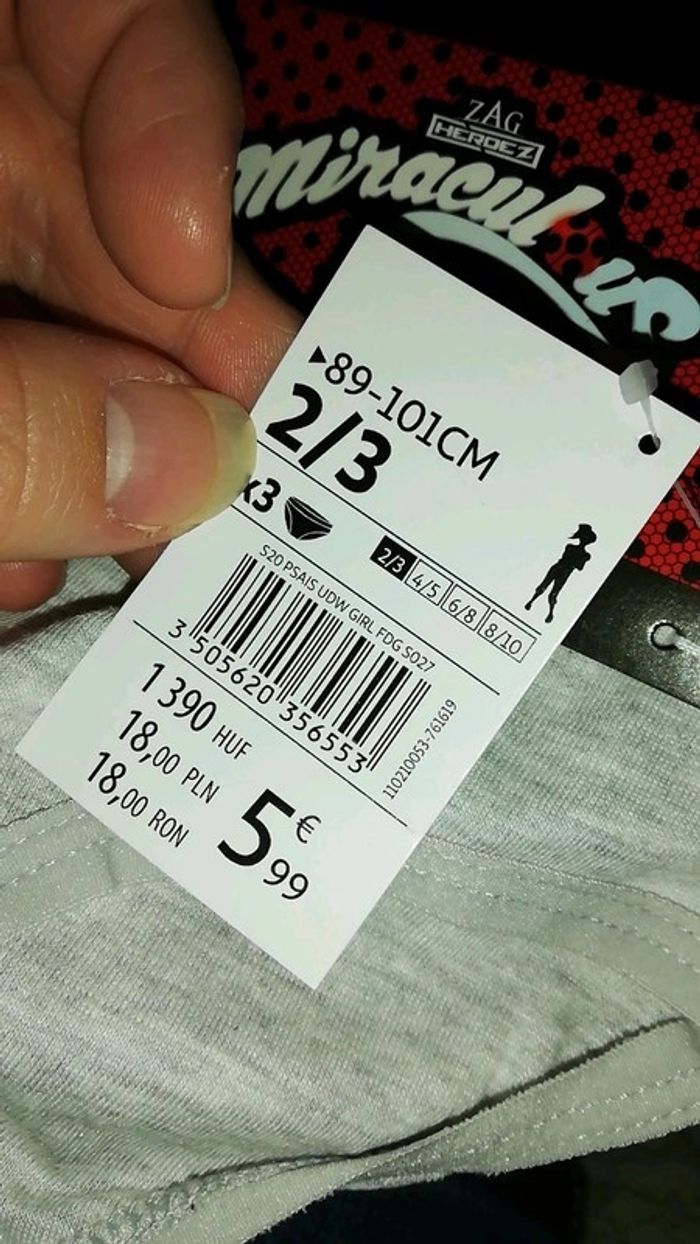 ZAG
HEROEZ
Miraculous
▸89-101CM
2/3
x3
2/3 4/5 6/8 8/10
S20 PSAIS UDW GIRL FDG S027
3 505620 356553
110210053-761619
1 390 HUF
18,00 PLN
18,00 RON
5€99